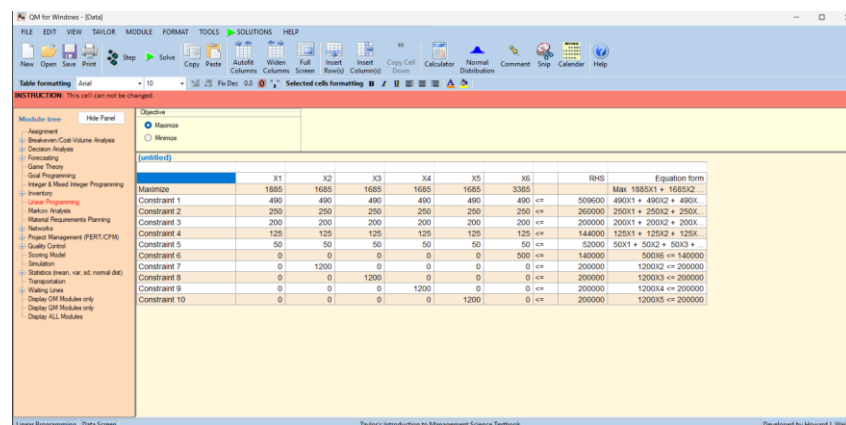 QM for Windows - [Data]
FILE EDIT VIEW TAYLOR MODULE FORMAT TOOLS SOLUTIONS HELP
New Open Save Print Step Solve Copy Paste Autofit Columns Widen Columns Full Screen Insert Row(s) Insert Column(s) Copy Cell Down Calculator Normal Distribution Comment Snip Calendar Help
Table formatting Arial 10 Fix Dec 0.0 Selected cells formatting B I U
INSTRUCTION: This cell can not be changed.
Module tree Hide Panel
Assignment
Breakeven/Cost-Volume Analysis
Decision Analysis
Forecasting
Game Theory
Goal Programming
Integer & Mixed Integer Programming
Inventory
Linear Programming
Markov Analysis
Material Requirements Planning
Networks
Project Management (PERT/CPM)
Quality Control
Scoring Model
Simulation
Statistics (mean, var, sd, normal dist)
Transportation
Waiting Lines
Display OM Modules only
Display QM Modules only
Display ALL Modules
Objective
Maximize
Minimize
(untitled)
X1 X2 X3 X4 X5 X6 RHS Equation form
Maximize 1885 1685 1685 1685 1685 3385 Max 1885X1 + 1685X2 ...
Constraint 1 490 490 490 490 490 490 <= 509600 490X1 + 490X2 + 490X...
Constraint 2 250 250 250 250 250 250 <= 260000 250X1 + 250X2 + 250X...
Constraint 3 200 200 200 200 200 200 <= 200000 200X1 + 200X2 + 200X...
Constraint 4 125 125 125 125 125 125 <= 144000 125X1 + 125X2 + 125X...
Constraint 5 50 50 50 50 50 50 <= 52000 50X1 + 50X2 + 50X3 + ...
Constraint 6 0 0 0 0 0 500 <= 140000 500X6 <= 140000
Constraint 7 0 1200 0 0 0 0 <= 200000 1200X2 <= 200000
Constraint 8 0 0 1200 0 0 0 <= 200000 1200X3 <= 200000
Constraint 9 0 0 0 1200 0 0 <= 200000 1200X4 <= 200000
Constraint 10 0 0 0 0 1200 0 <= 200000 1200X5 <= 200000
Linear Programming Data Screen Taylor's Introduction to Management Science Textbook Developed by Howard J. We